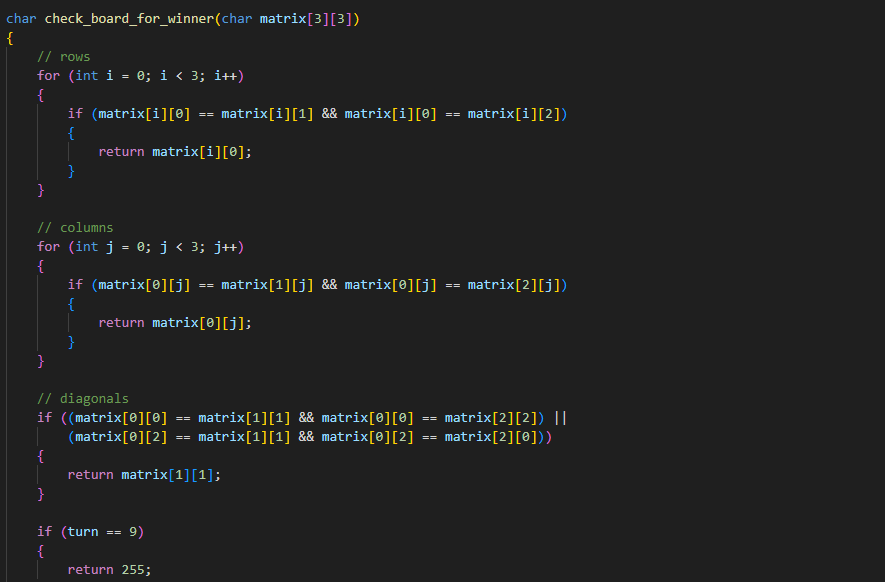 char check_board_for_winner(char matrix[3][3])
{
    // rows
    for (int i = 0; i < 3; i++)
    {
        if (matrix[i][0] == matrix[i][1] && matrix[i][0] == matrix[i][2])
        {
            return matrix[i][0];
        }
    }

    // columns
    for (int j = 0; j < 3; j++)
    {
        if (matrix[0][j] == matrix[1][j] && matrix[0][j] == matrix[2][j])
        {
            return matrix[0][j];
        }
    }

    // diagonals
    if ((matrix[0][0] == matrix[1][1] && matrix[0][0] == matrix[2][2]) ||
        (matrix[0][2] == matrix[1][1] && matrix[0][2] == matrix[2][0]))
    {
        return matrix[1][1];
    }

    if (turn == 9)
    {
        return 255;